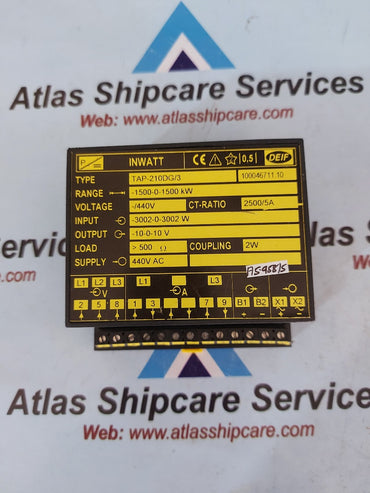 Atlas Shipcare Services
Web: www.atlasshipcare.com
P INWATT CE 0,5 DEIF
TYPE TAP-210DG/3 100046711.10
RANGE -1500-0-1500 kW
VOLTAGE -/440V CT-RATIO 2500/5A
INPUT -3002-0-3002 W
OUTPUT -10-0-10 V
LOAD > 500 Ω COUPLING 2W
SUPPLY 440V AC A5958/5
L1 L2 L3 L1 L3
V A
2 5 8 1 3 7 9 B1 B2 X1 X2
+ - ~ ~
Atlas Shipcare Services
Web: www.atlasshipcare.com